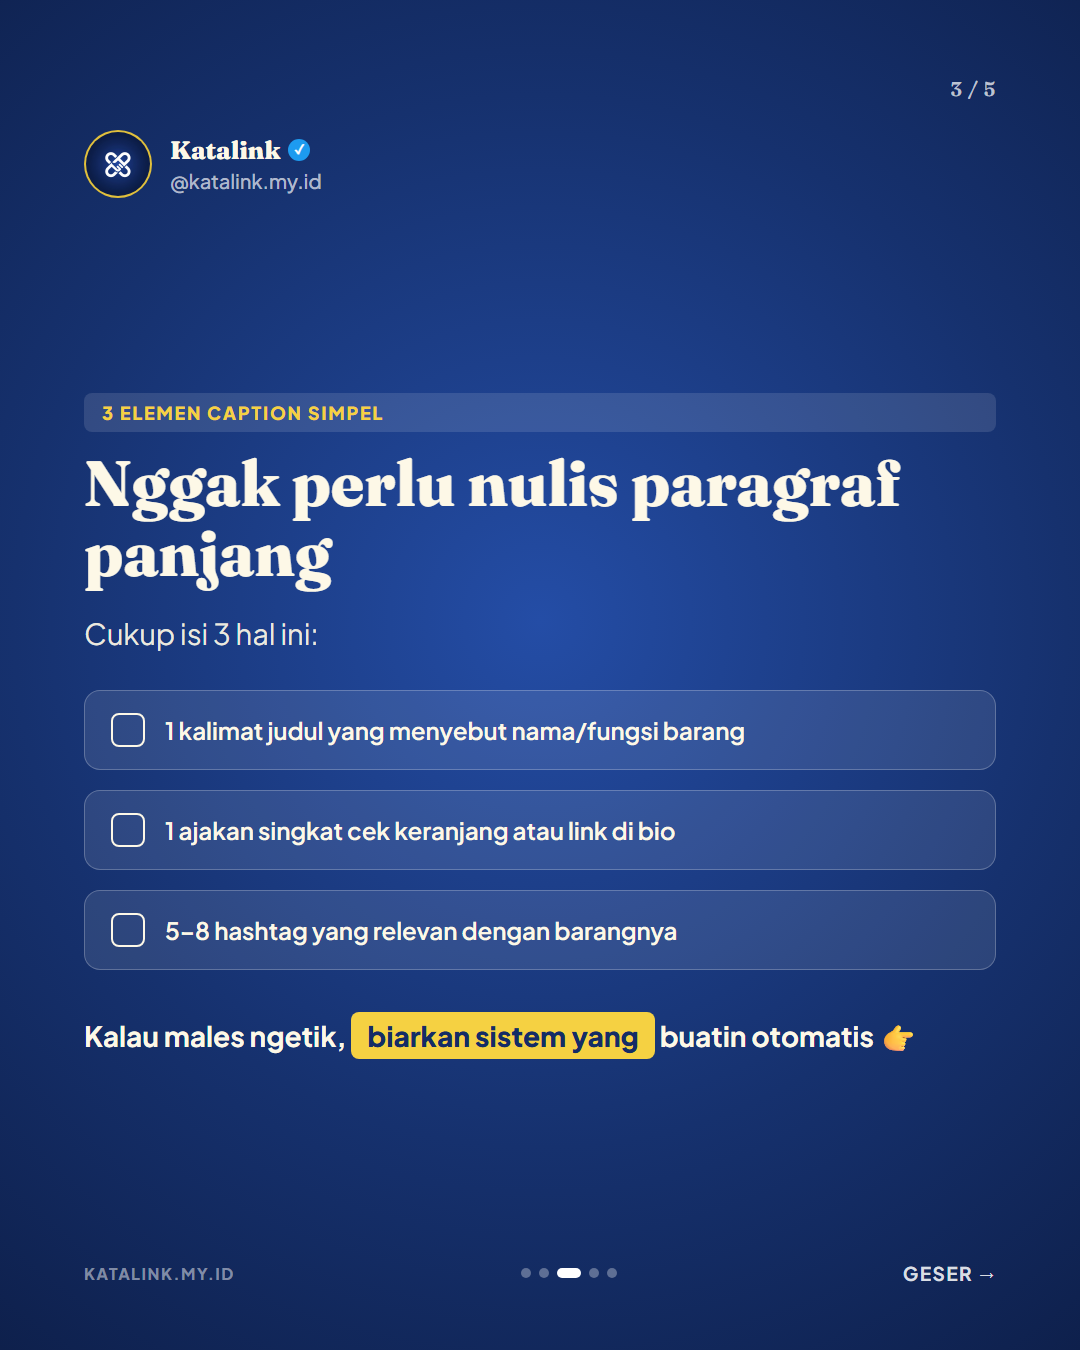 3 / 5
Katalink
@katalink.my.id
3 ELEMEN CAPTION SIMPEL
Nggak perlu nulis paragraf
panjang
Cukup isi 3 hal ini:
1 kalimat judul yang menyebut nama/fungsi barang
1 ajakan singkat cek keranjang atau link di bio
5–8 hashtag yang relevan dengan barangnya
Kalau males ngetik, biarkan sistem yang buatin otomatis 👉
KATALINK.MY.ID
GESER →